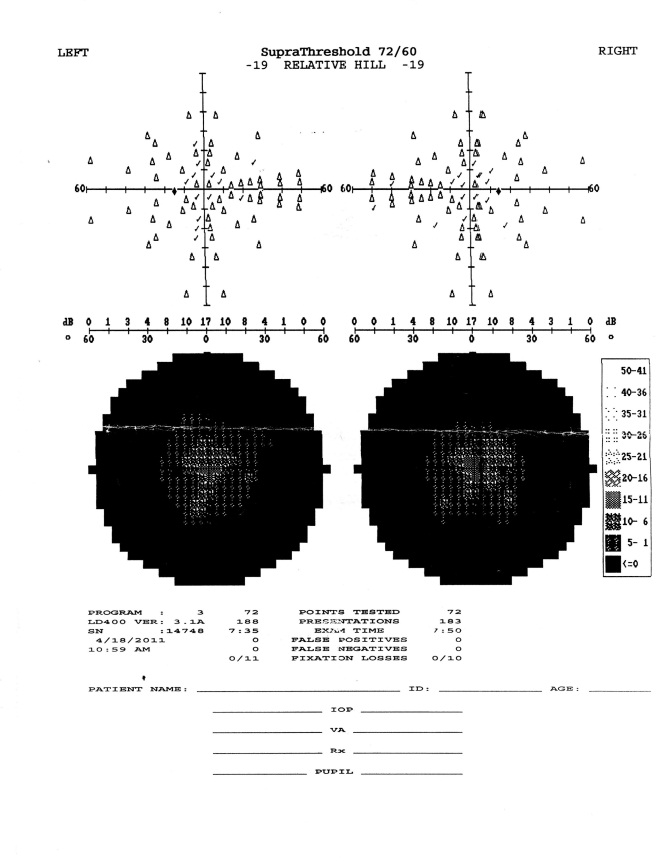 LEFT SupraThreshold 72/60 RIGHT
-19 RELATIVE HILL -19
60 60 60 60
dB 0 1 3 4 8 10 17 10 8 4 1 0 0 0 1 4 8 10 17 10 8 3 1 0 dB
o 60 30 0 30 60 60 30 0 30 60 o
50-41
40-36
35-31
30-26
25-21
20-16
15-11
10- 6
5- 1
<=0
PROGRAM : 3 72 POINTS TESTED 72
LD400 VER: 3.1A 188 PRESENTATIONS 183
SN :14748 7:35 EXAM TIME 7:50
4/18/2011 0 FALSE POSITIVES 0
10:59 AM 0 FALSE NEGATIVES 0
0/11 FIXATION LOSSES 0/10
PATIENT NAME: ID: AGE:
IOP
VA
Rx
PUPIL